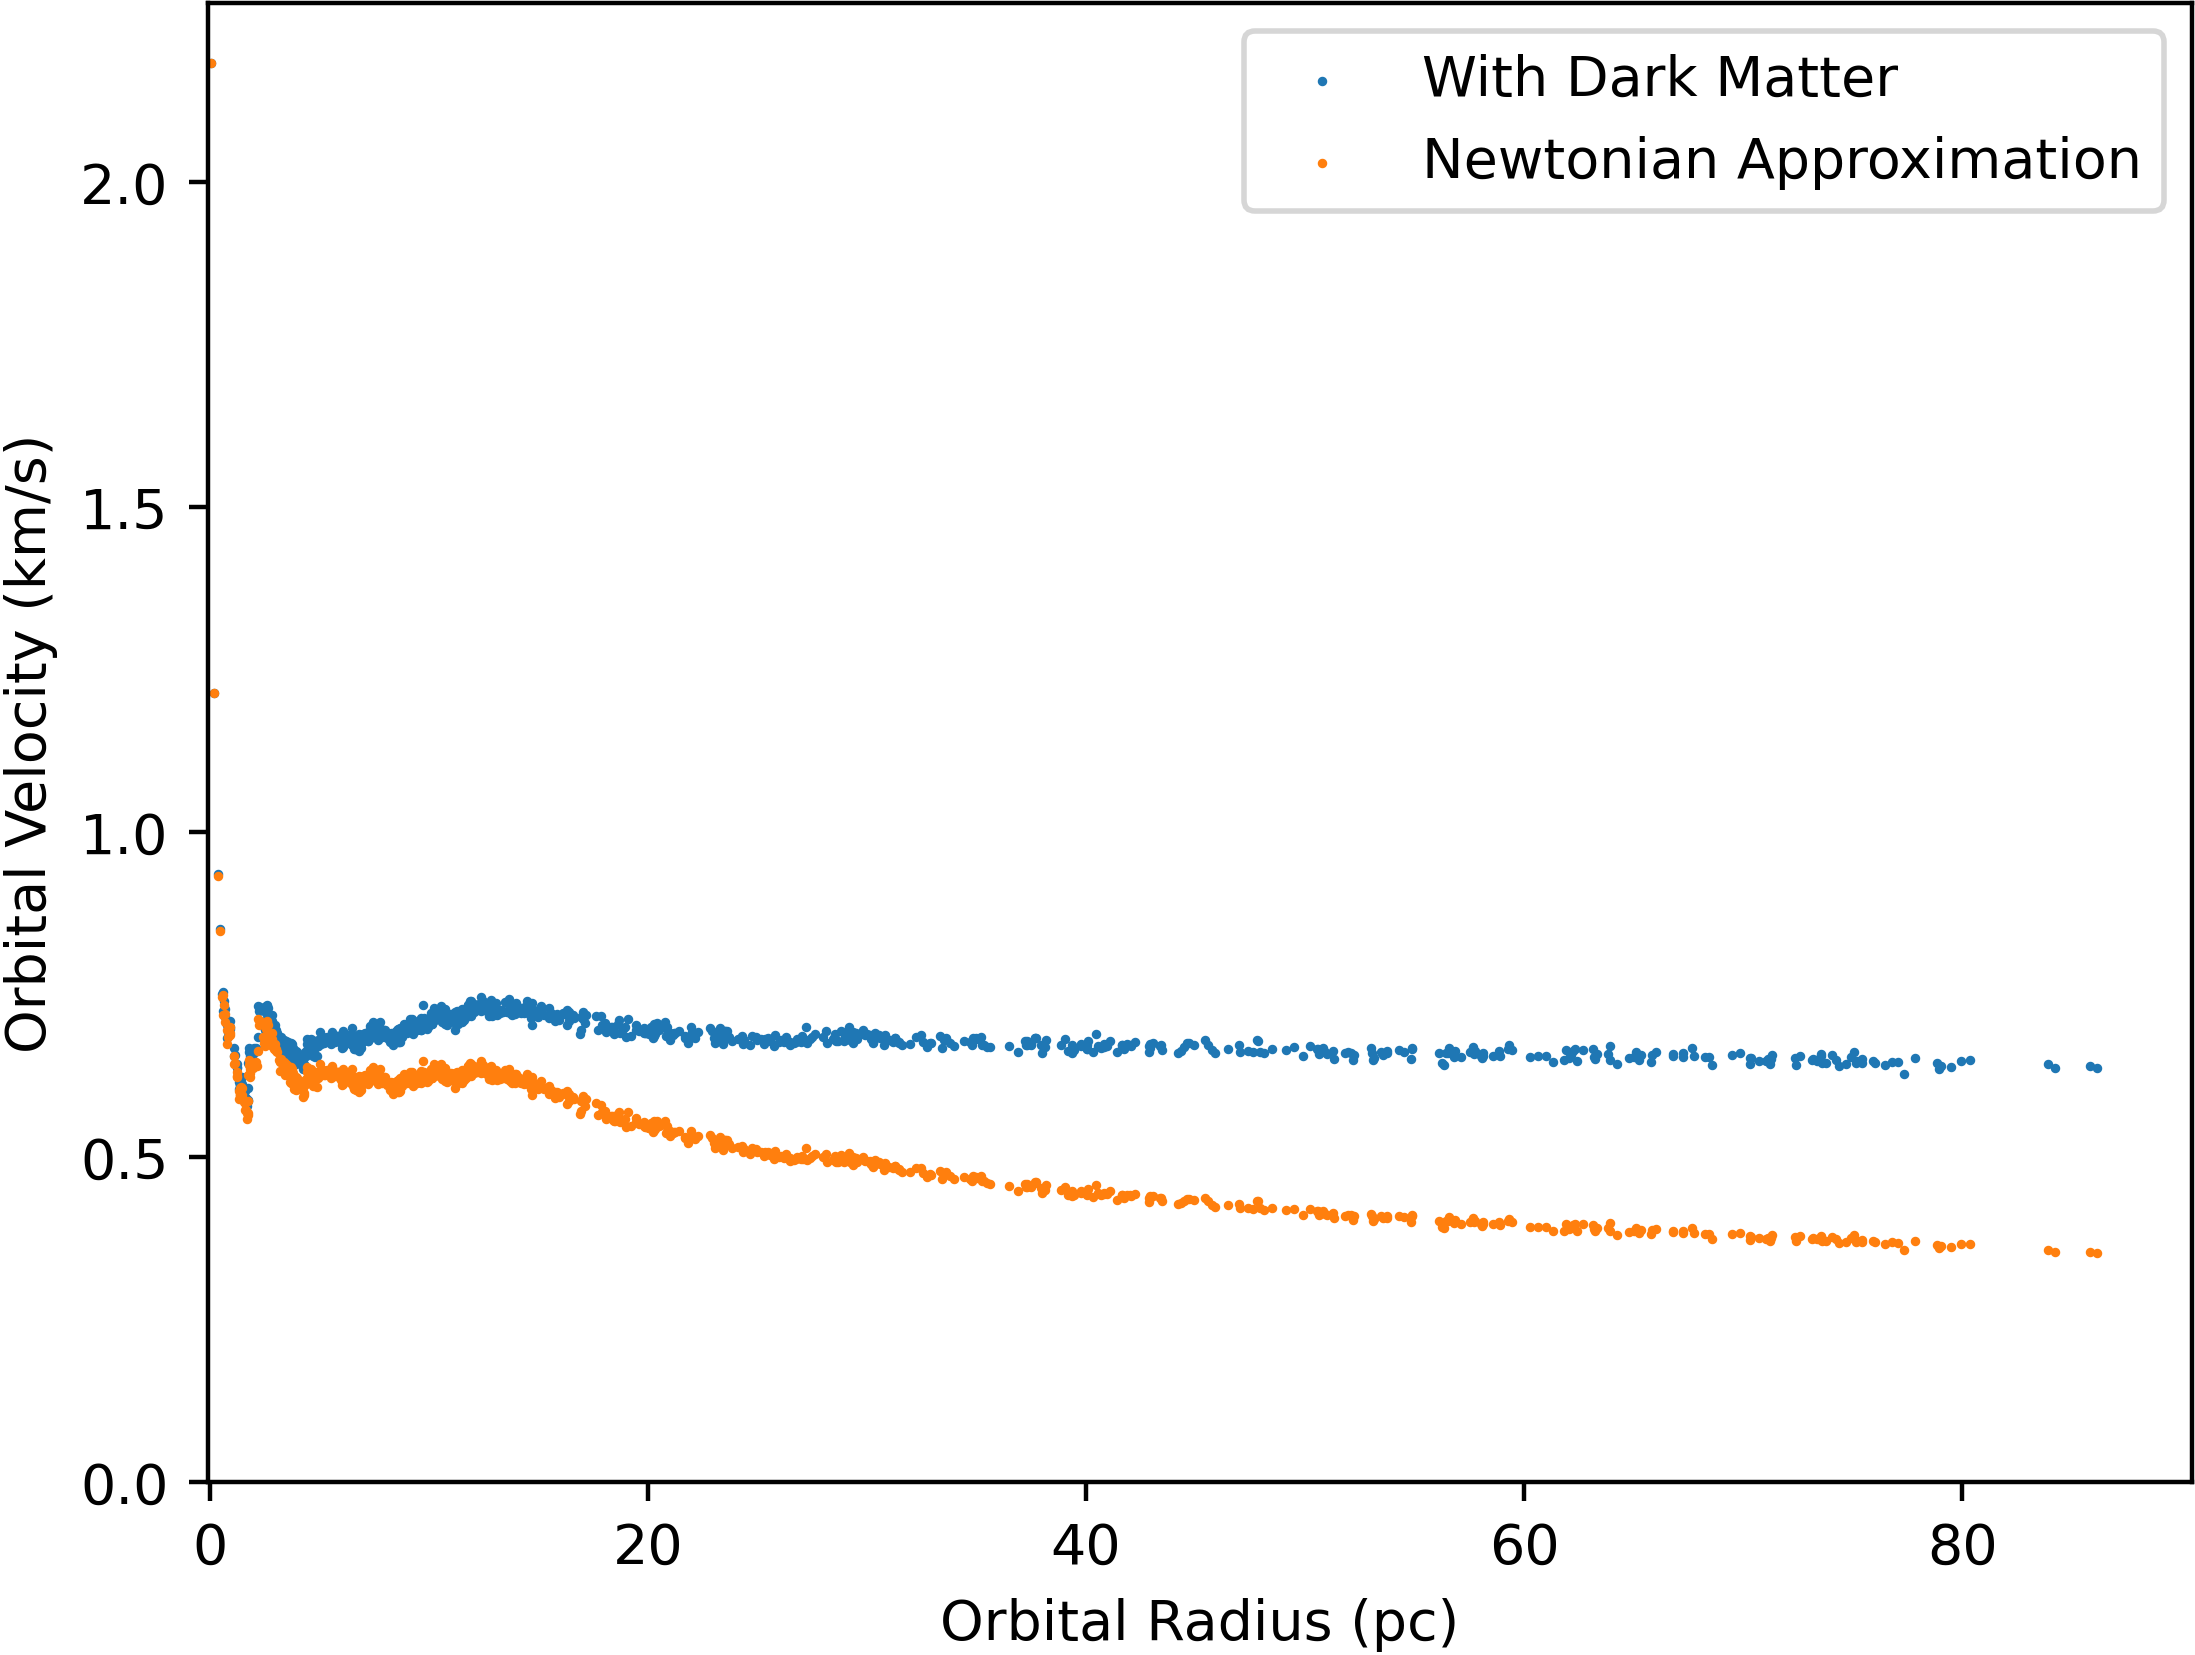 With Dark Matter
Newtonian Approximation
2.0
1.5
1.0
0.5
0.0
Orbital Velocity (km/s)
0 20 40 60 80
Orbital Radius (pc)